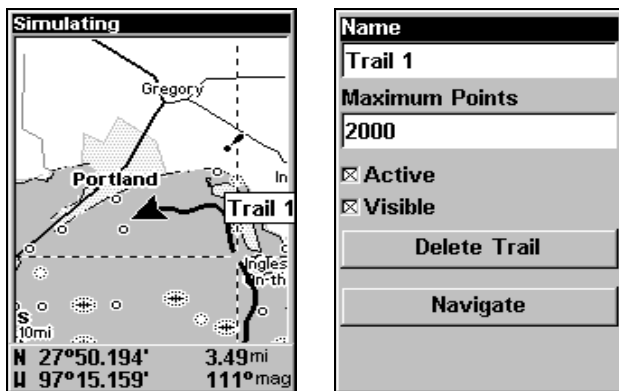 Simulating
Gregory
Portland
In
Trail 1
Ingles
n-th
S
10mi
N 27°50.194' 3.49mi
W 97°15.159' 111°mag
Name
Trail 1
Maximum Points
2000
Active
Visible
Delete Trail
Navigate